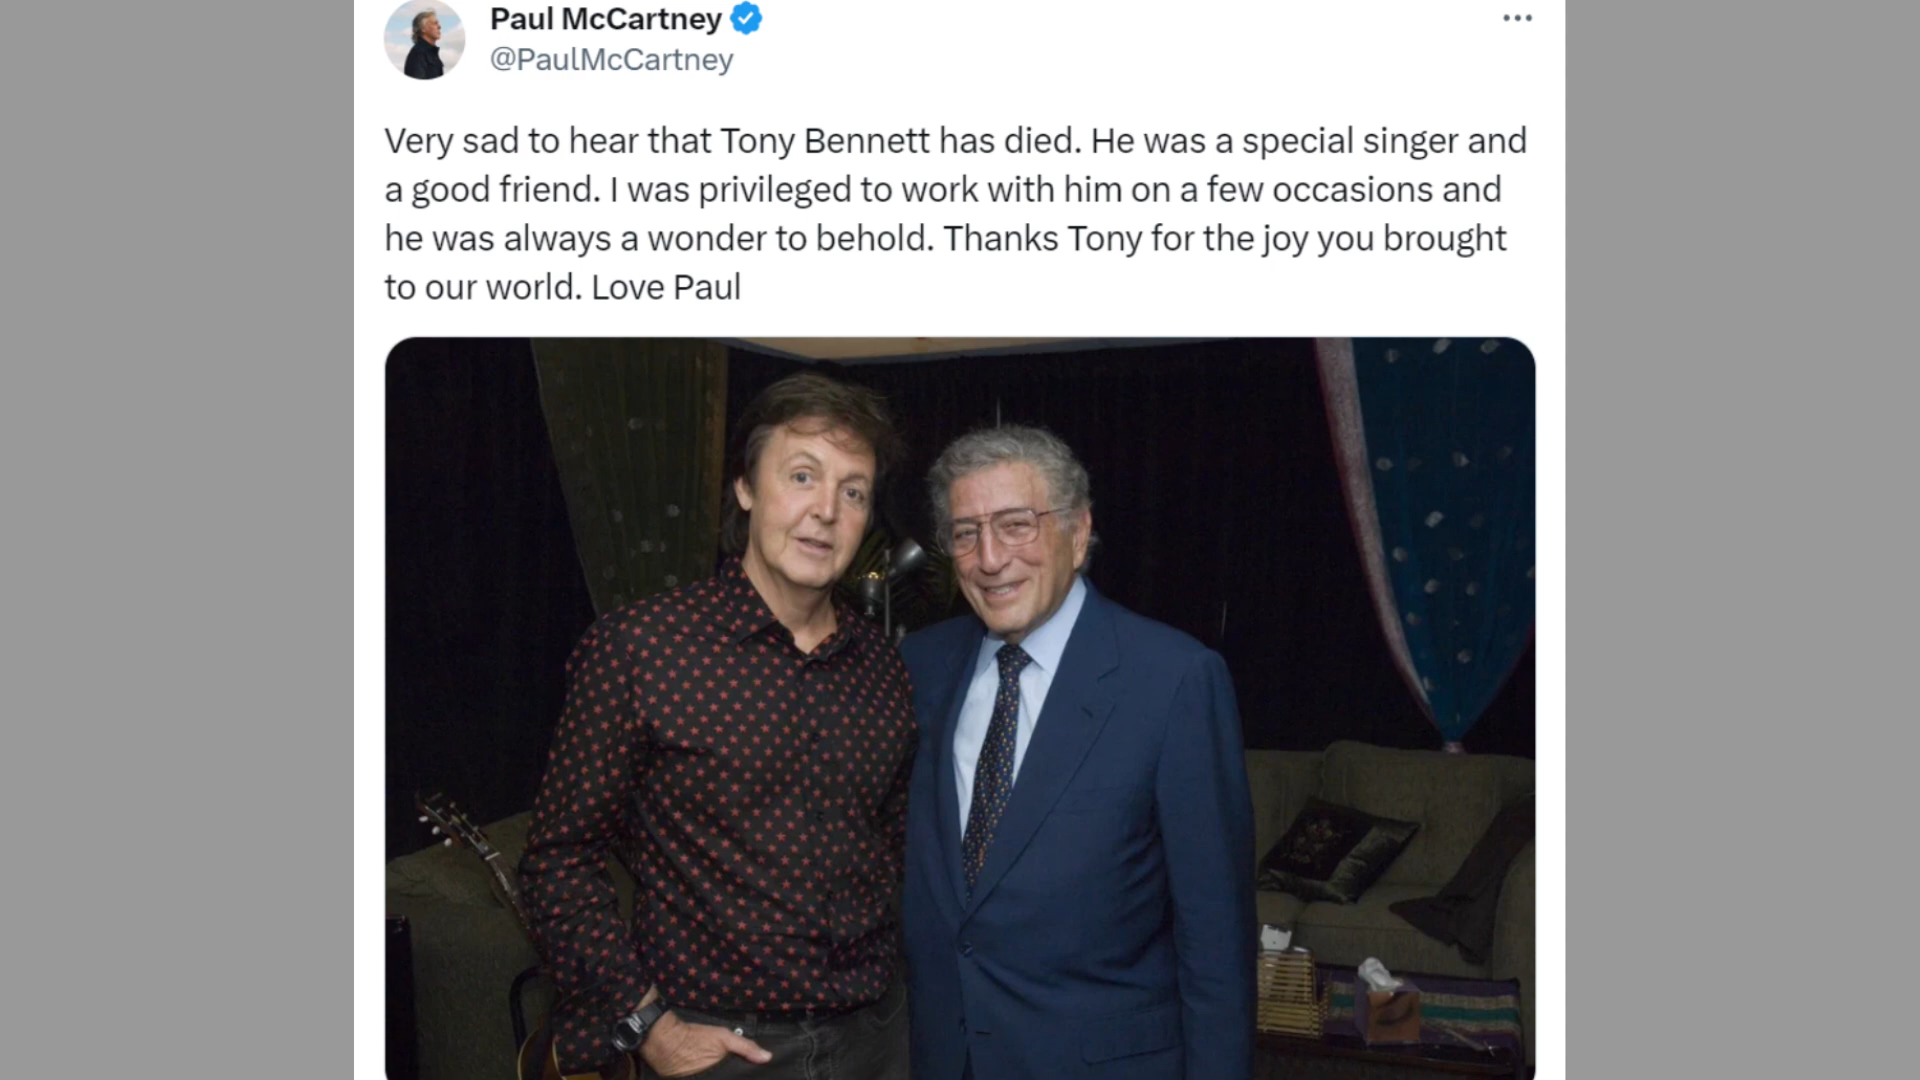 Paul McCartney
@PaulMcCartney
Very sad to hear that Tony Bennett has died. He was a special singer and
a good friend. I was privileged to work with him on a few occasions and
he was always a wonder to behold. Thanks Tony for the joy you brought
to our world. Love Paul